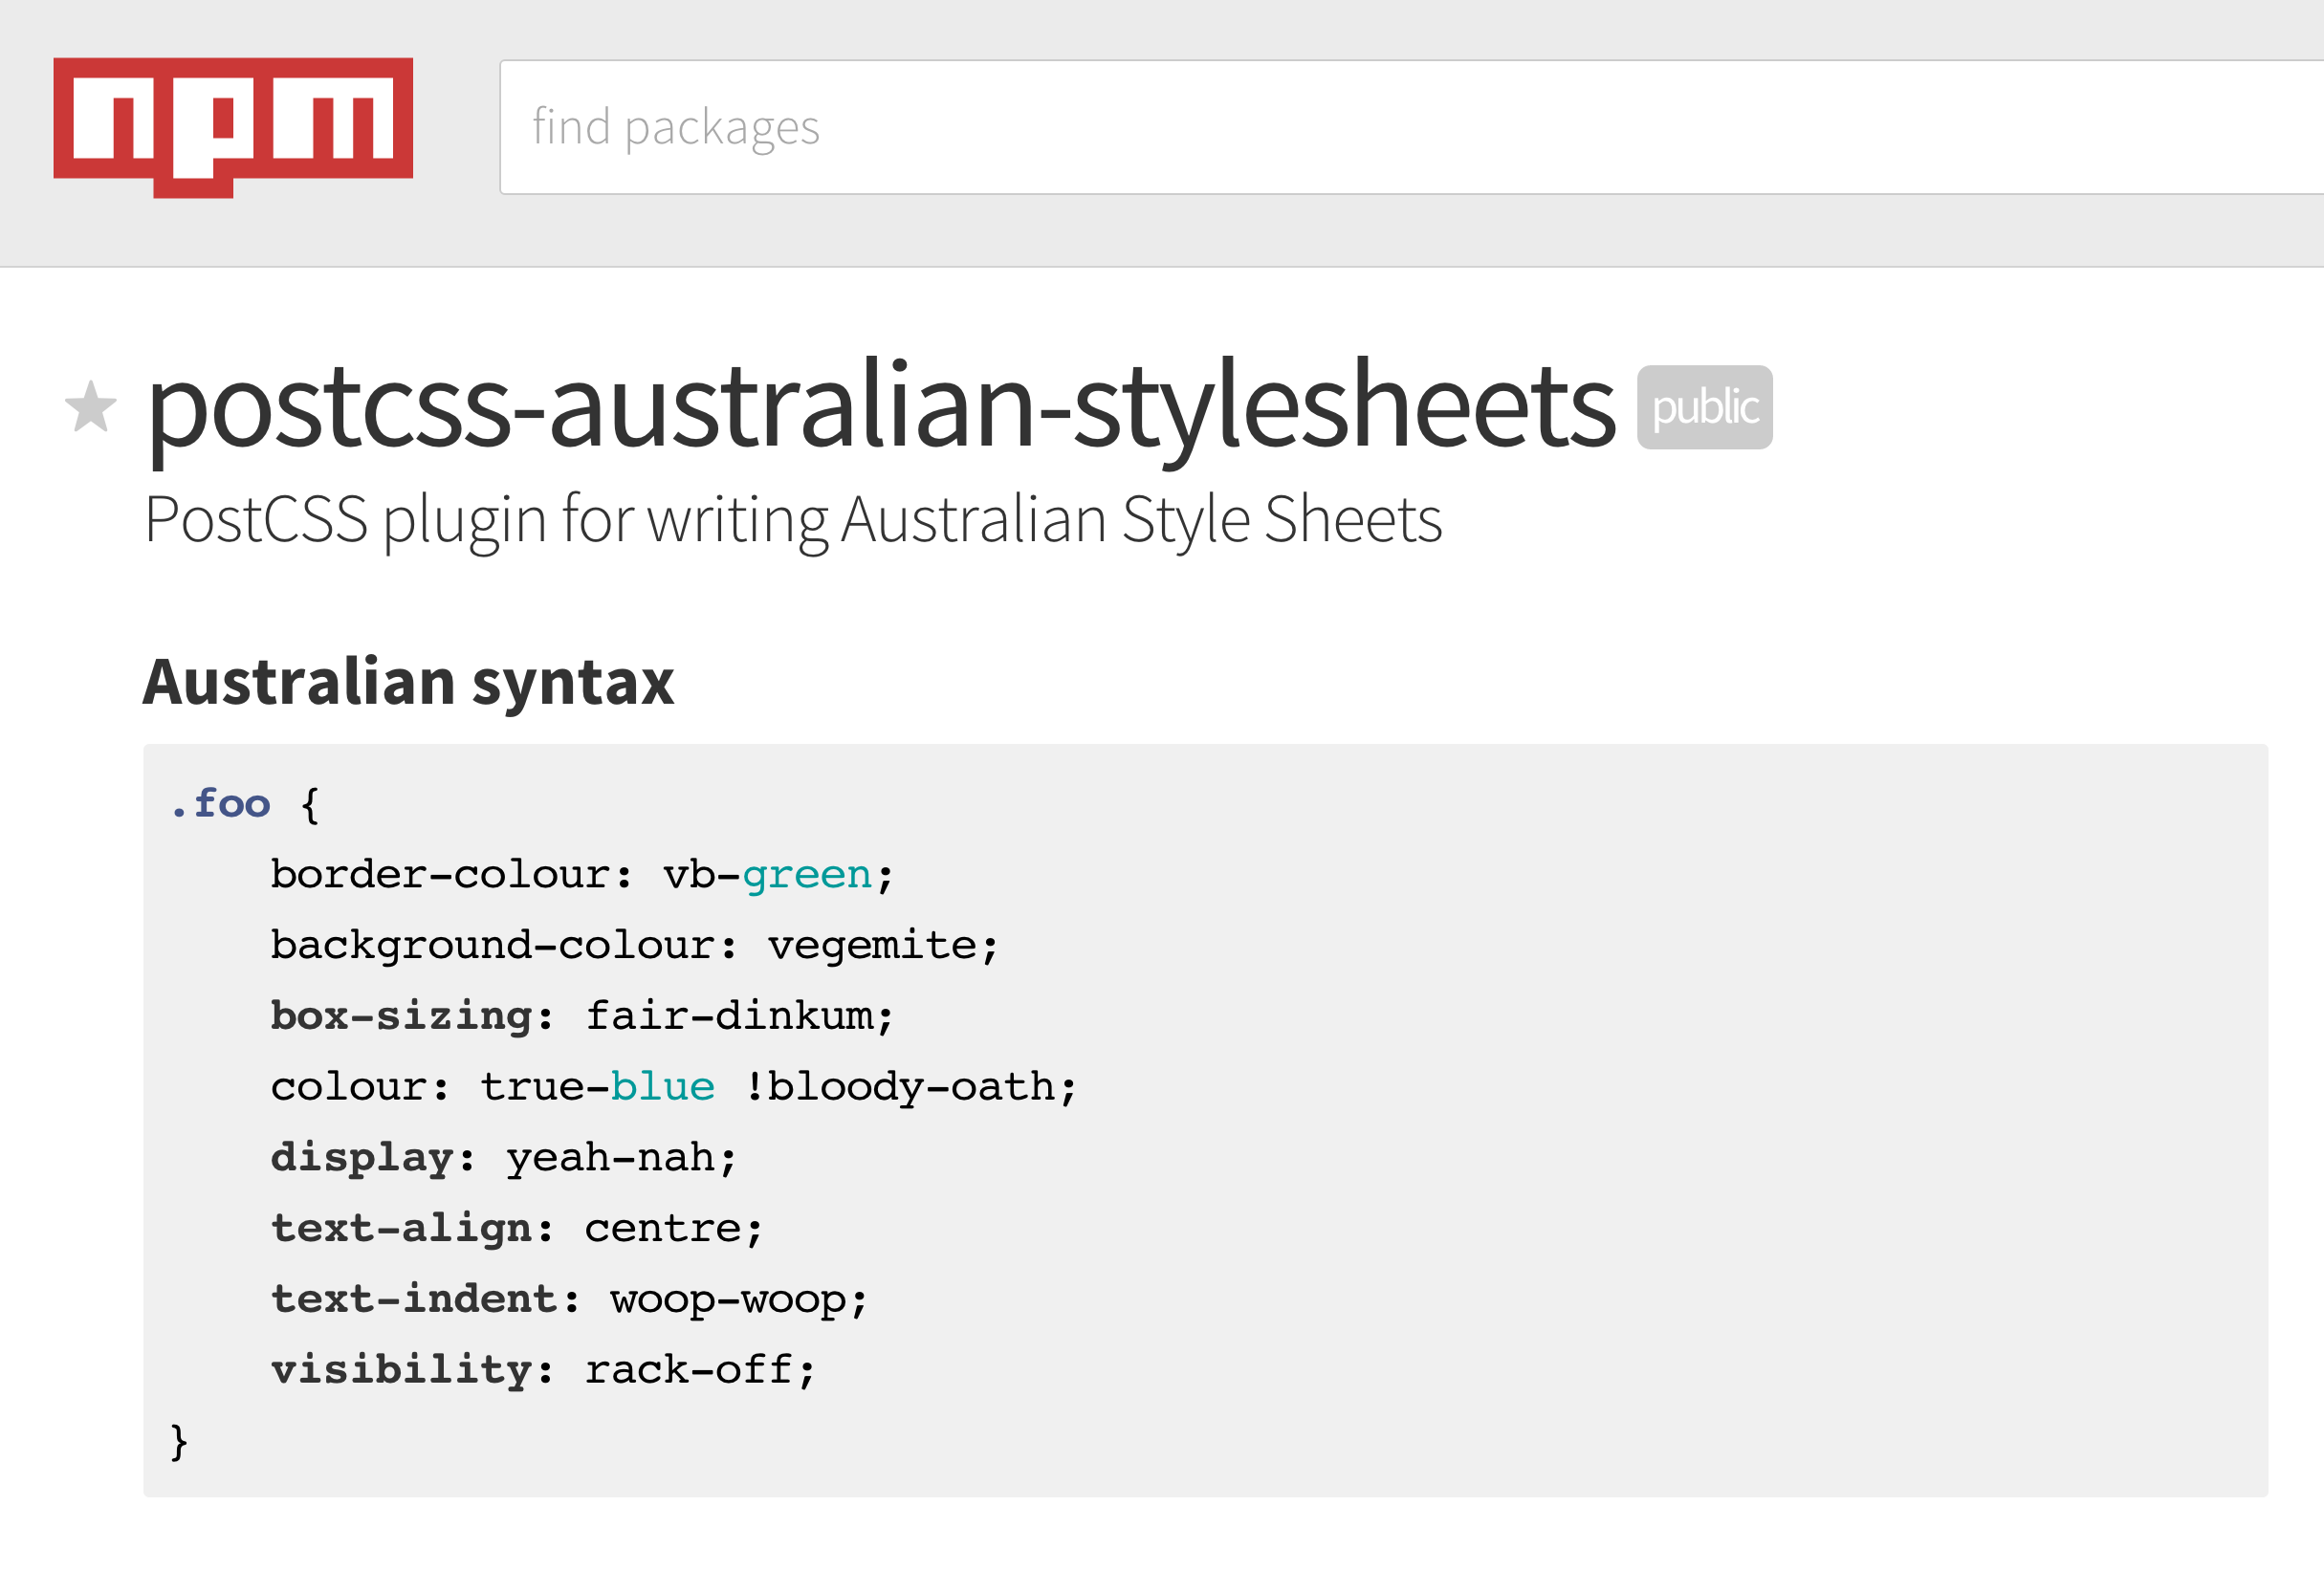 npm
find packages
postcss-australian-stylesheets public
PostCSS plugin for writing Australian Style Sheets
Australian syntax
.foo {
border-colour: vb-green;
background-colour: vegemite;
box-sizing: fair-dinkum;
colour: true-blue !bloody-oath;
display: yeah-nah;
text-align: centre;
text-indent: woop-woop;
visibility: rack-off;
}